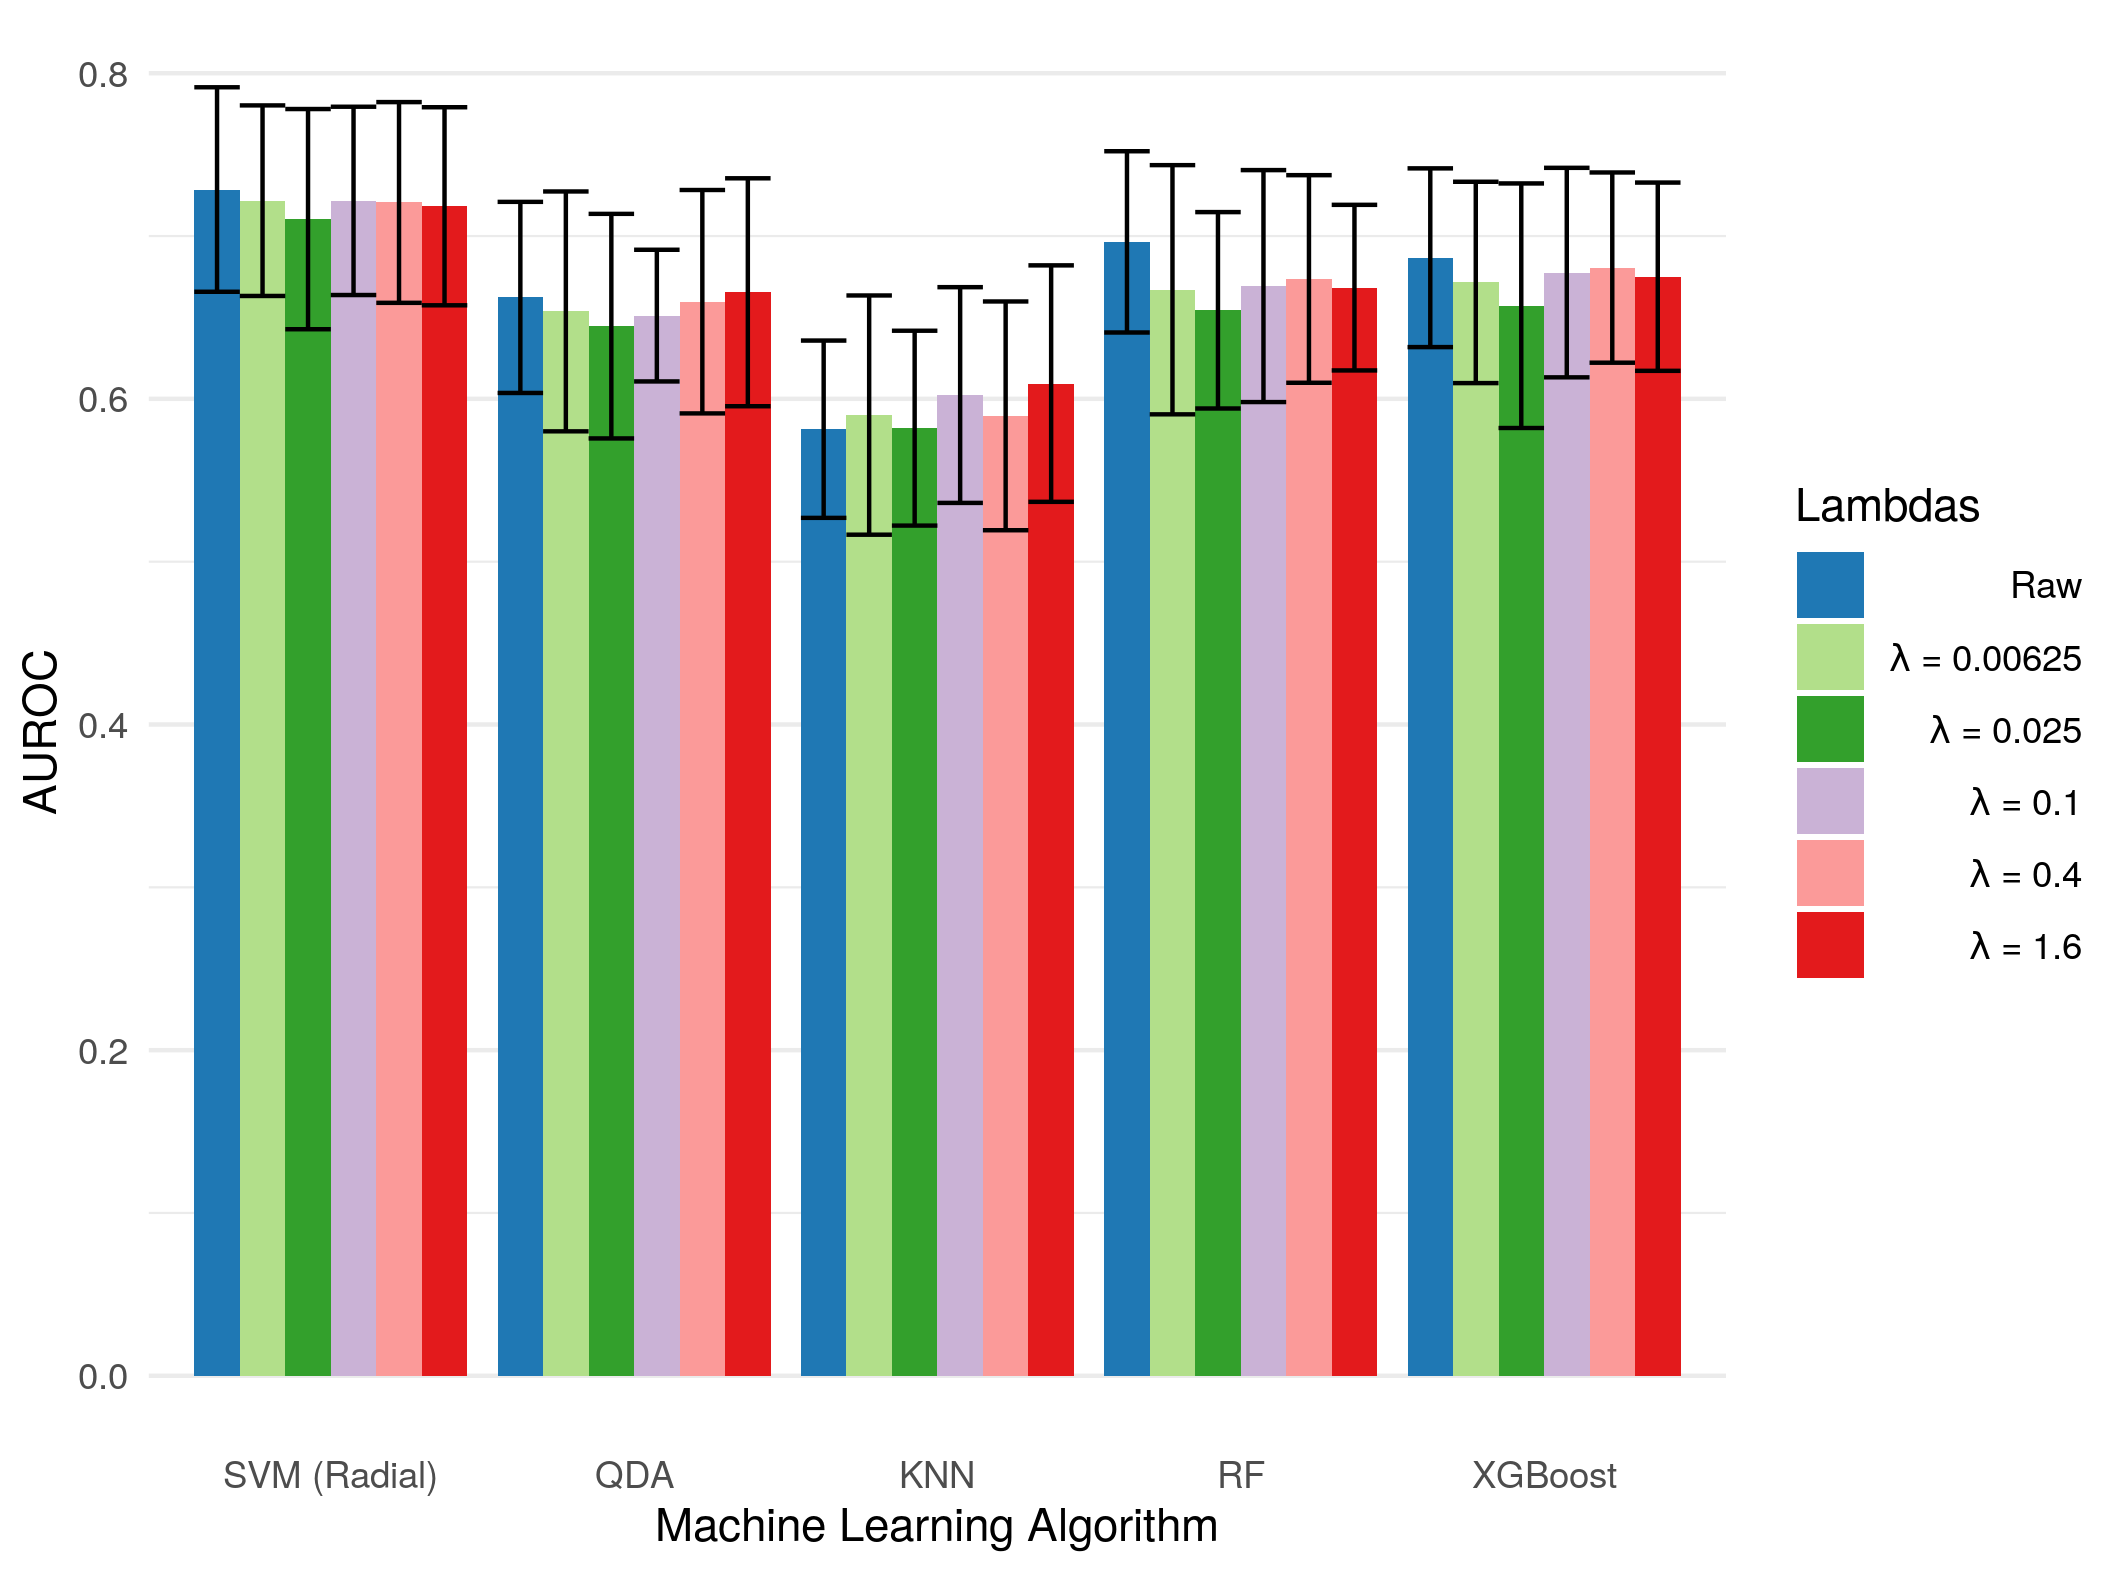 0.8
0.6
0.4
0.2
0.0
AUROC
SVM (Radial)
QDA
KNN
RF
XGBoost
Machine Learning Algorithm
Lambdas
Raw
λ = 0.00625
λ = 0.025
λ = 0.1
λ = 0.4
λ = 1.6